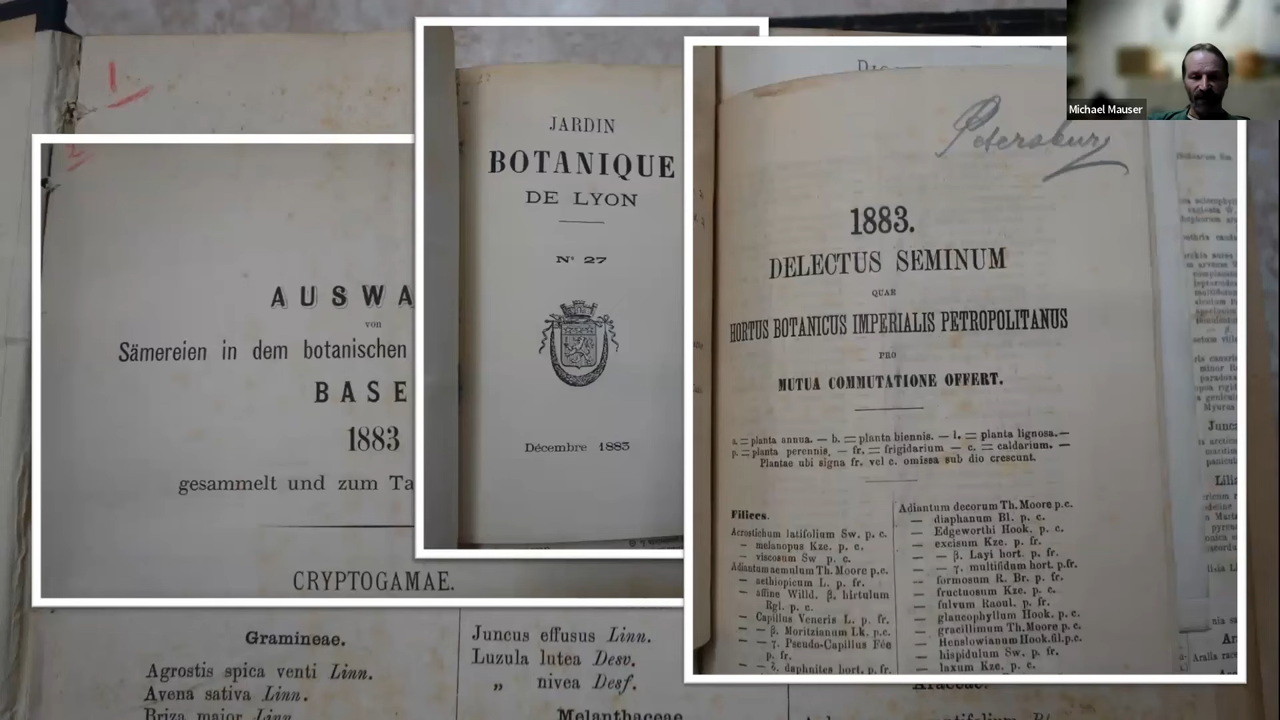 Michael Mauser
AUSWA
von
Sämereien in dem botanischen
BASE
1883
gesammelt und zum Ta
CRYPTOGAMAE.
Gramineae.
Agrostis spica venti Linn.
Avena sativa Linn.
Briza maior Linn.
Juncus effusus Linn.
Luzula lutea Desv.
„ nivea Desf.
Melanthaceae
JARDIN
BOTANIQUE
DE LYON
N° 27
Décembre 1883
Petersburg
1883.
DELECTUS SEMINUM
QUAE
HORTUS BOTANICUS IMPERIALIS PETROPOLITANUS
PRO
MUTUA COMMUTATIONE OFFERT.
a. = planta annua. — b. = planta biennis. — l. = planta lignosa. —
p. = planta perennis, — fr. = frigidarium — c. = caldarium. —
Plantae ubi signa fr. vel c. omissa sub dio crescunt.
Filices.
Acrostichum latifolium Sw. p. c.
— melanopus Kze. p. c.
— viscosum Sw p. c.
Adiantum aemulum Th. Moore p.c.
— aethiopicum L. p. fr.
— affine Willd. β. hirtulum
Rgl. p. c.
— Capillus Veneris L. p. fr.
— — β. Moritzianum Lk. p.c.
— — γ. Pseudo-Capillus Fée
p. fr.
— — δ. daphnites hort. p. fr.
Adiantum decorum Th. Moore p.c.
— diaphanum Bl. p. c.
— Edgeworthi Hook. p. c.
— excisum Kze. p. fr.
— — β. Layi hort. p. fr.
— — γ. multifidum hort. p.fr.
— formosum R. Br. p. fr.
— fructuosum Kze. p. c.
— fulvum Raoul. p. fr.
— glaucophyllum Hook. p. c.
— gracillimum Th. Moore p. c.
— Henslowianum Hook.fil.p.c.
— hispidulum Sw. p. c.
— laxum Kze. p. c.